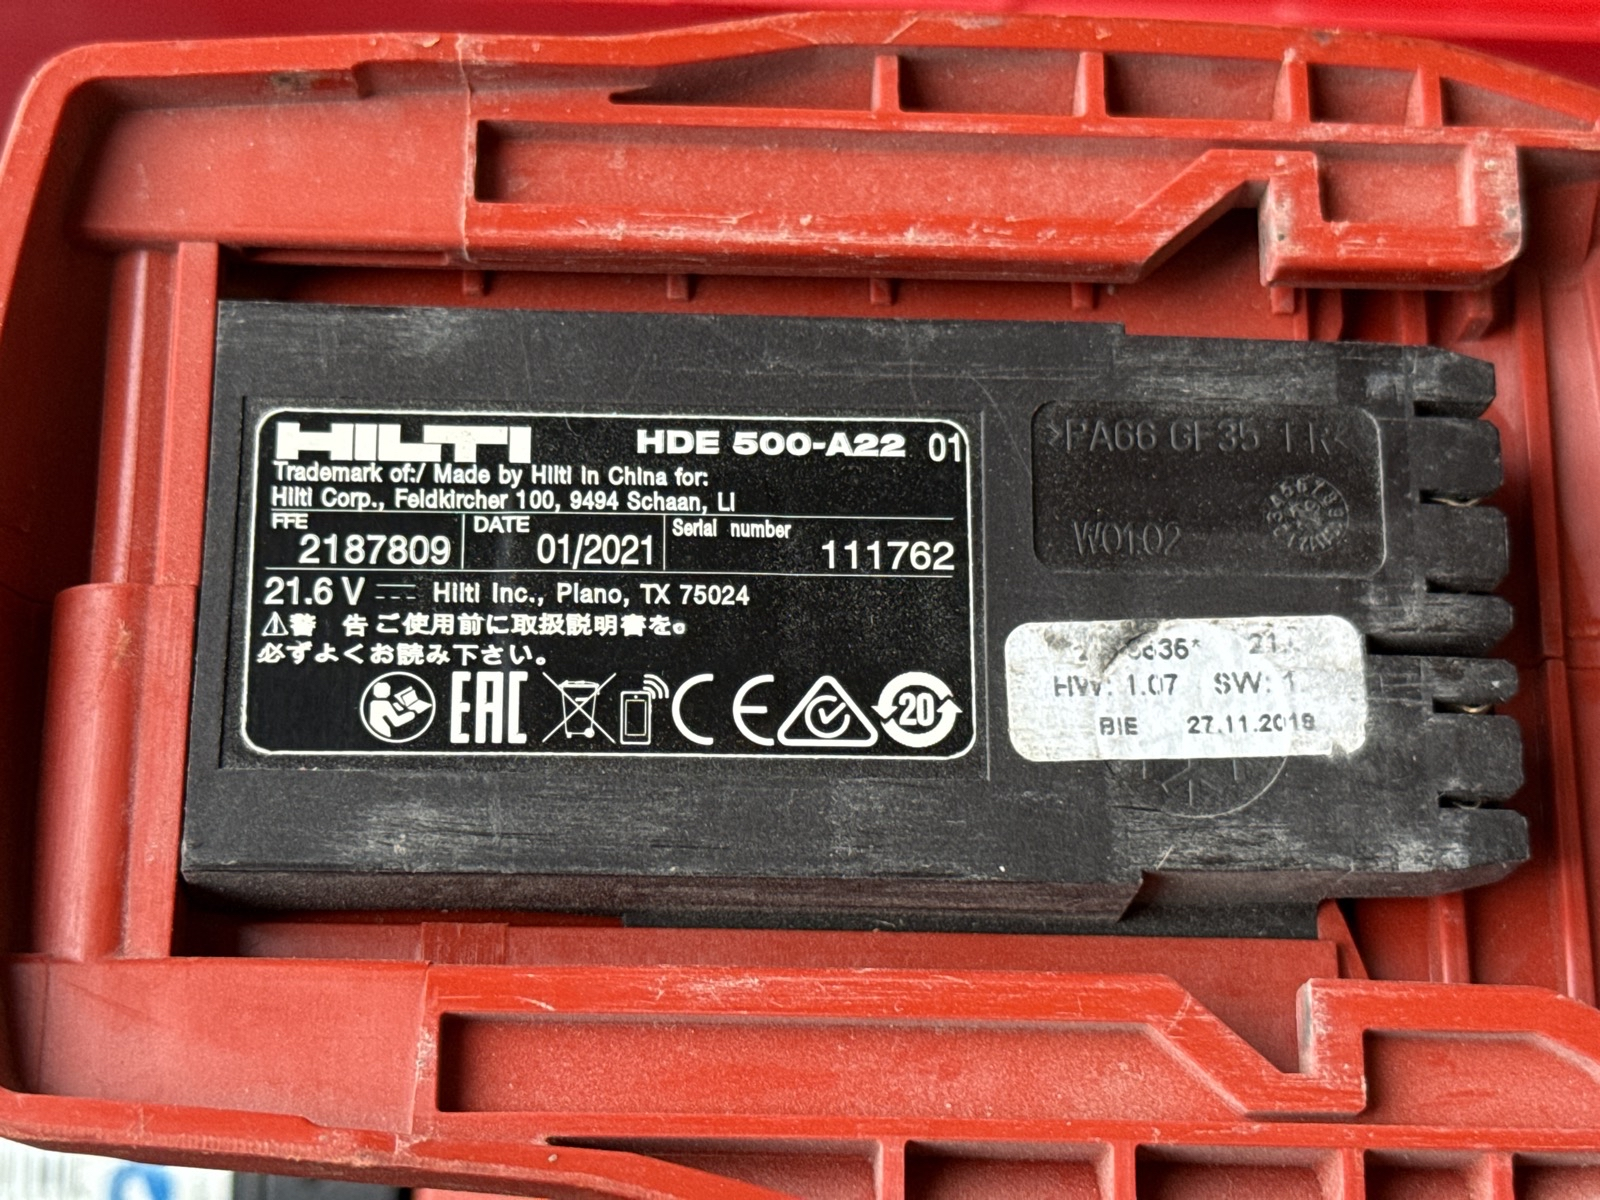 HILTI HDE 500-A22 01
Trademark of:/ Made by Hilti in China for:
Hilti Corp., Feldkircher 100, 9494 Schaan, LI
FFE DATE Serial number
2187809 01/2021 111762
21.6 V Hilti Inc., Plano, TX 75024
⚠警 告 ご使用前に取扱説明書を。
必ずよくお読み下さい。
EAC CE 20
>PA66 GF35 FR<
W01.02
HW: 1.07 SW: 1.
BIE 27.11.2019